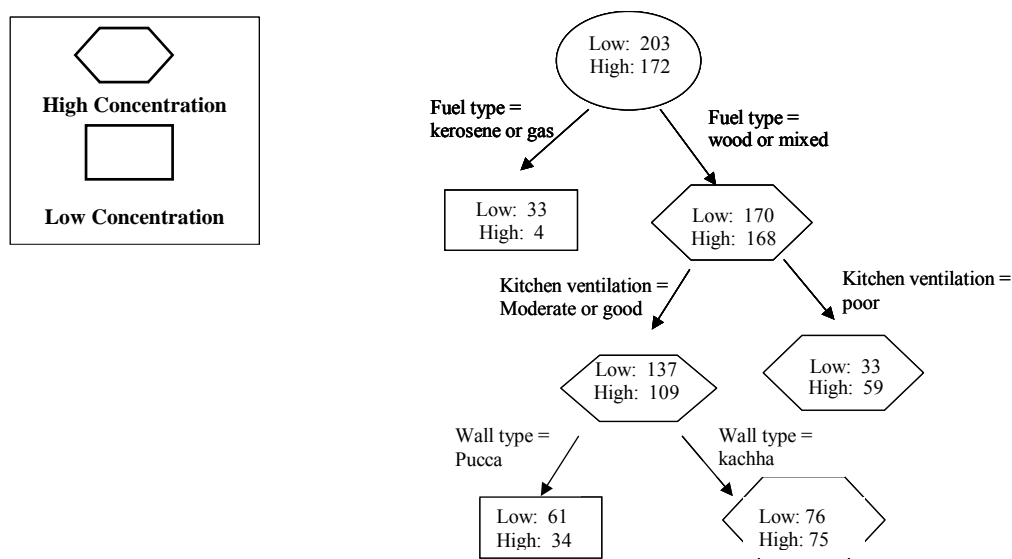 High Concentration
Low Concentration
Low: 203
High: 172
Fuel type =
kerosene or gas
Fuel type =
wood or mixed
Low: 33
High: 4
Low: 170
High: 168
Kitchen ventilation =
Moderate or good
Kitchen ventilation =
poor
Low: 137
High: 109
Low: 33
High: 59
Wall type =
Pucca
Wall type =
kachha
Low: 61
High: 34
Low: 76
High: 75